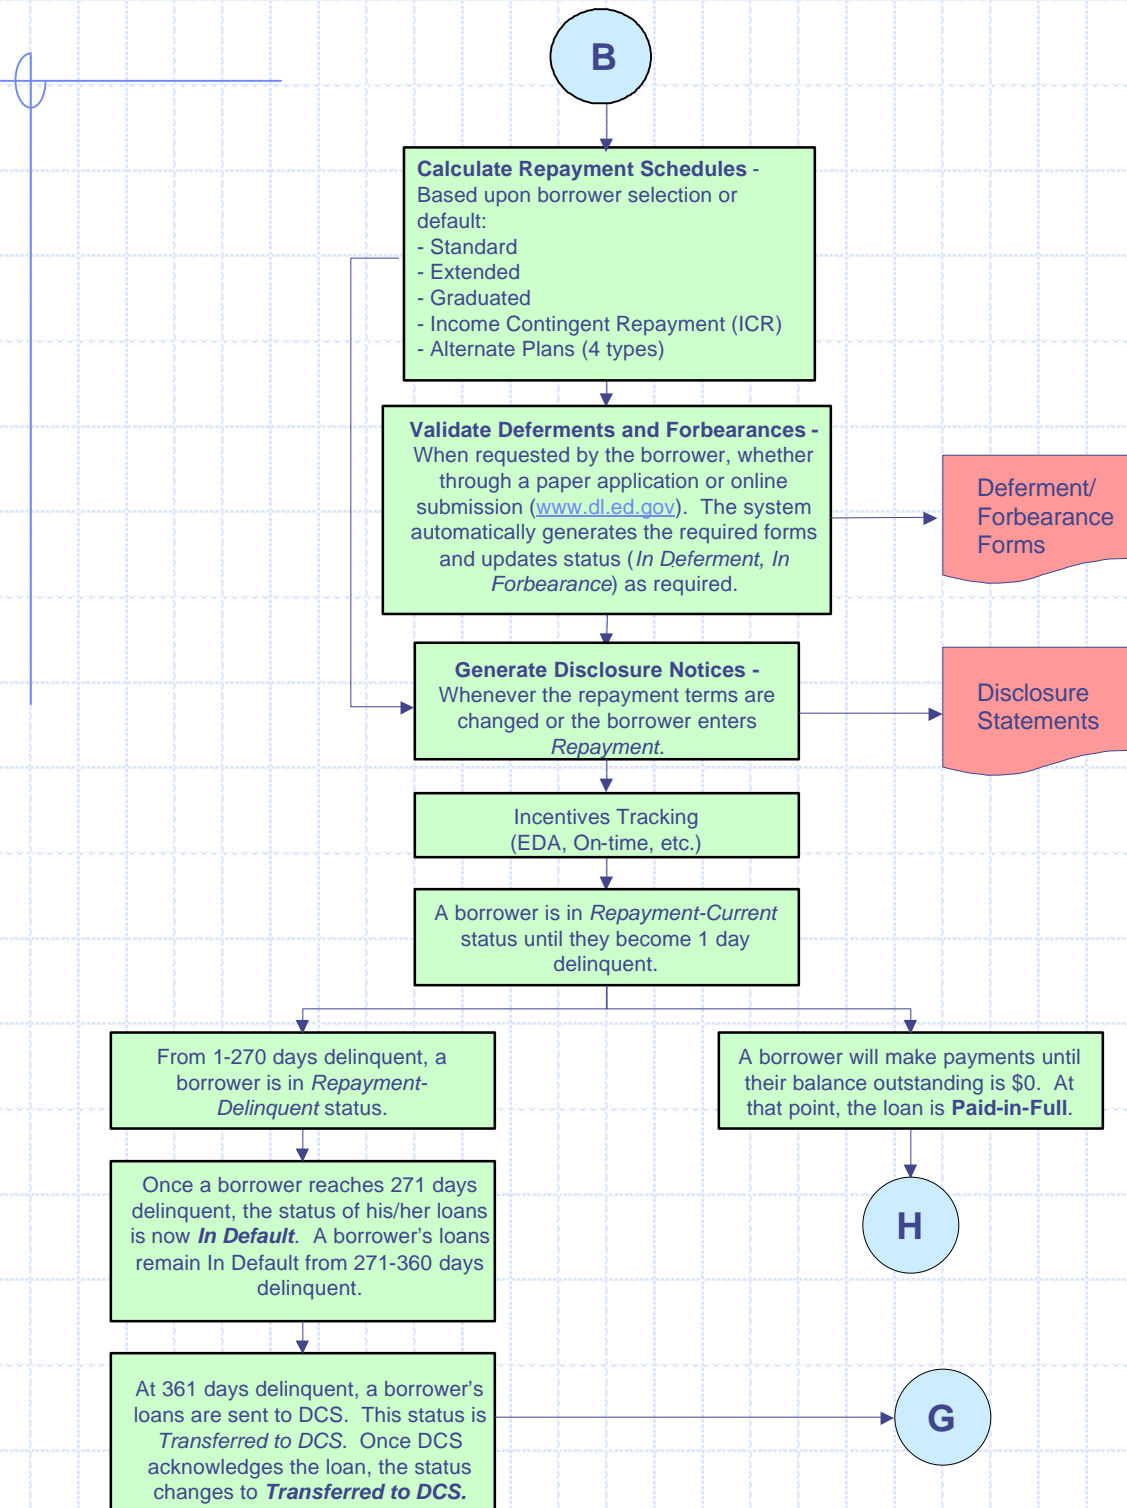 B
Calculate Repayment Schedules -
Based upon borrower selection or
default:
- Standard
- Extended
- Graduated
- Income Contingent Repayment (ICR)
- Alternate Plans (4 types)
Validate Deferments and Forbearances -
When requested by the borrower, whether
through a paper application or online
submission (www.dl.ed.gov). The system
automatically generates the required forms
and updates status (In Deferment, In
Forbearance) as required.
Deferment/
Forbearance
Forms
Generate Disclosure Notices -
Whenever the repayment terms are
changed or the borrower enters
Repayment.
Disclosure
Statements
Incentives Tracking
(EDA, On-time, etc.)
A borrower is in Repayment-Current
status until they become 1 day
delinquent.
From 1-270 days delinquent, a
borrower is in Repayment-
Delinquent status.
A borrower will make payments until
their balance outstanding is $0. At
that point, the loan is Paid-in-Full.
Once a borrower reaches 271 days
delinquent, the status of his/her loans
is now In Default. A borrower's loans
remain In Default from 271-360 days
delinquent.
H
At 361 days delinquent, a borrower's
loans are sent to DCS. This status is
Transferred to DCS. Once DCS
acknowledges the loan, the status
changes to Transferred to DCS.
G